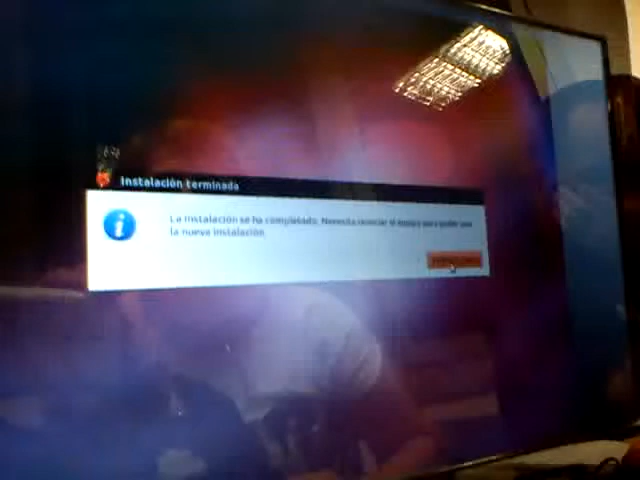 Instalación terminada
La instalación se ha completado. Necesita reiniciar el equipo para poder usar
la nueva instalación.